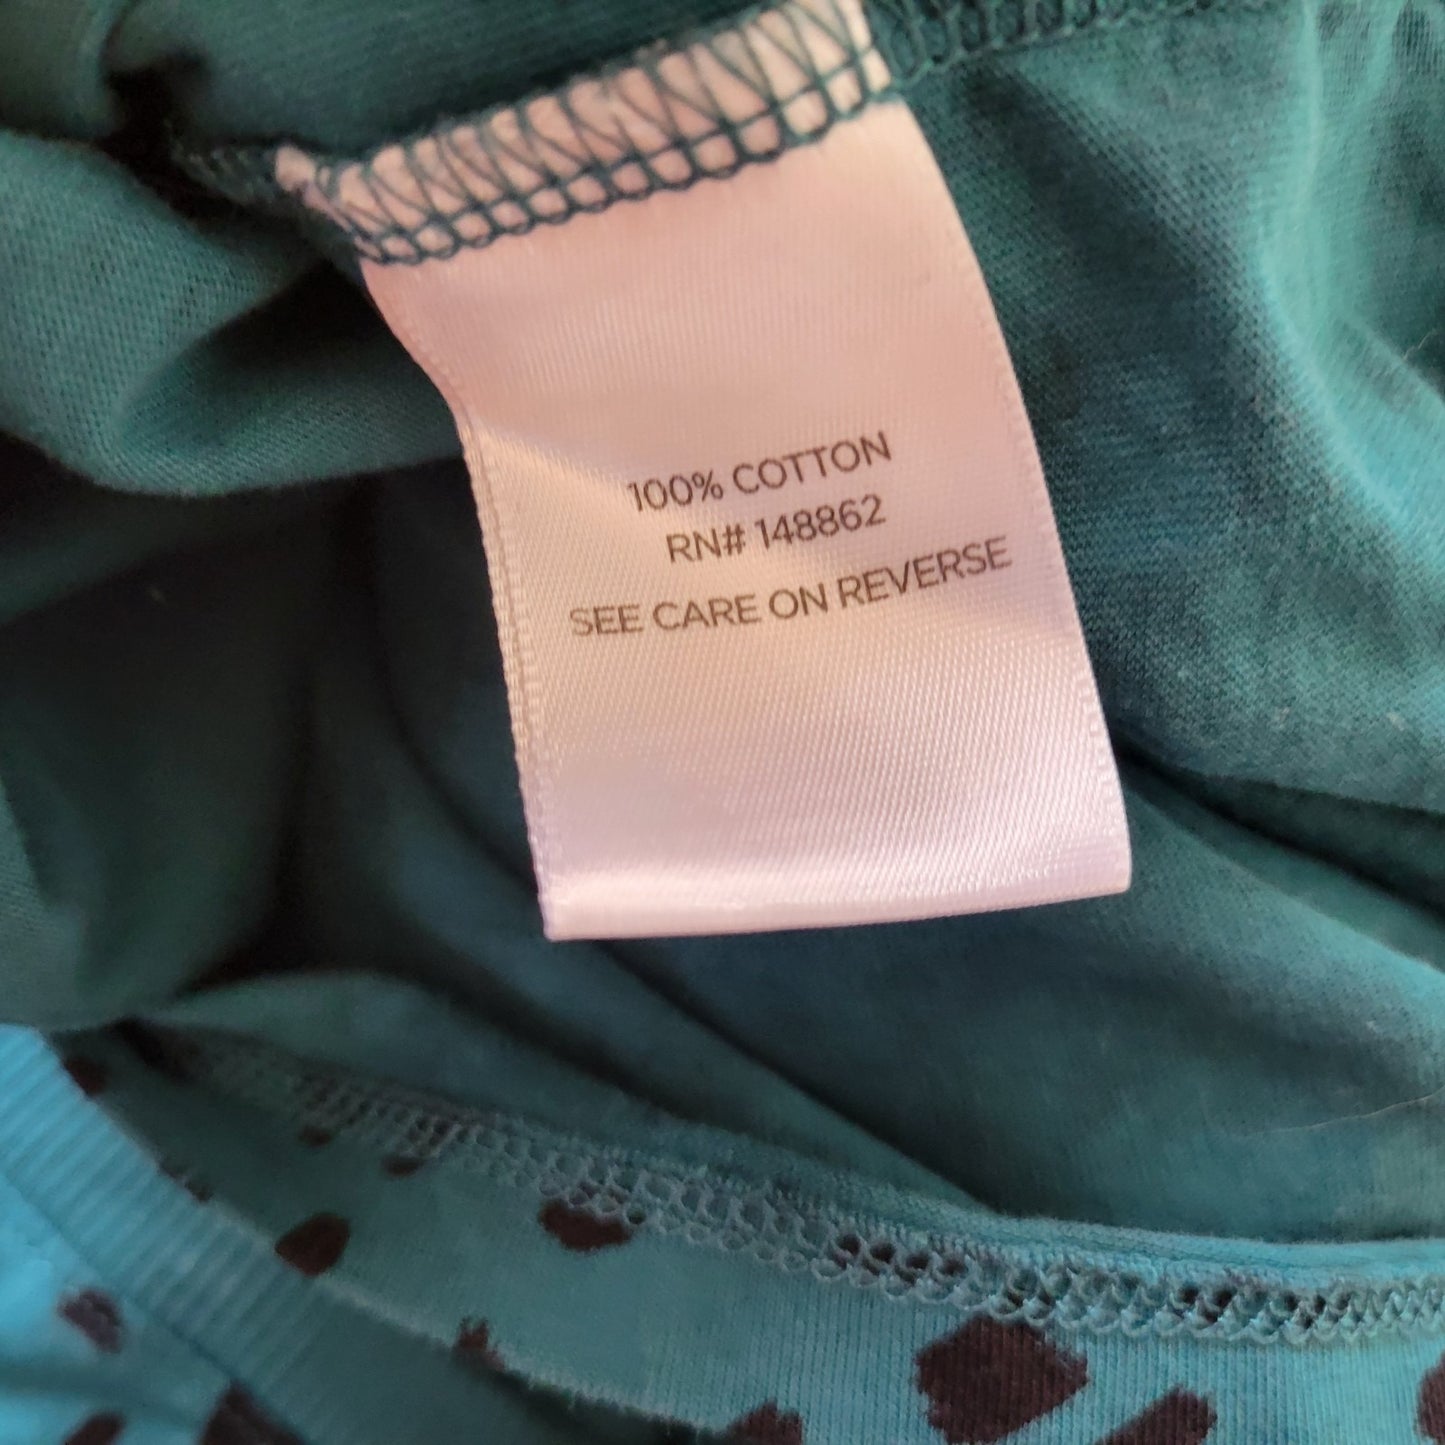 100% COTTON
RN# 148862
SEE CARE ON REVERSE